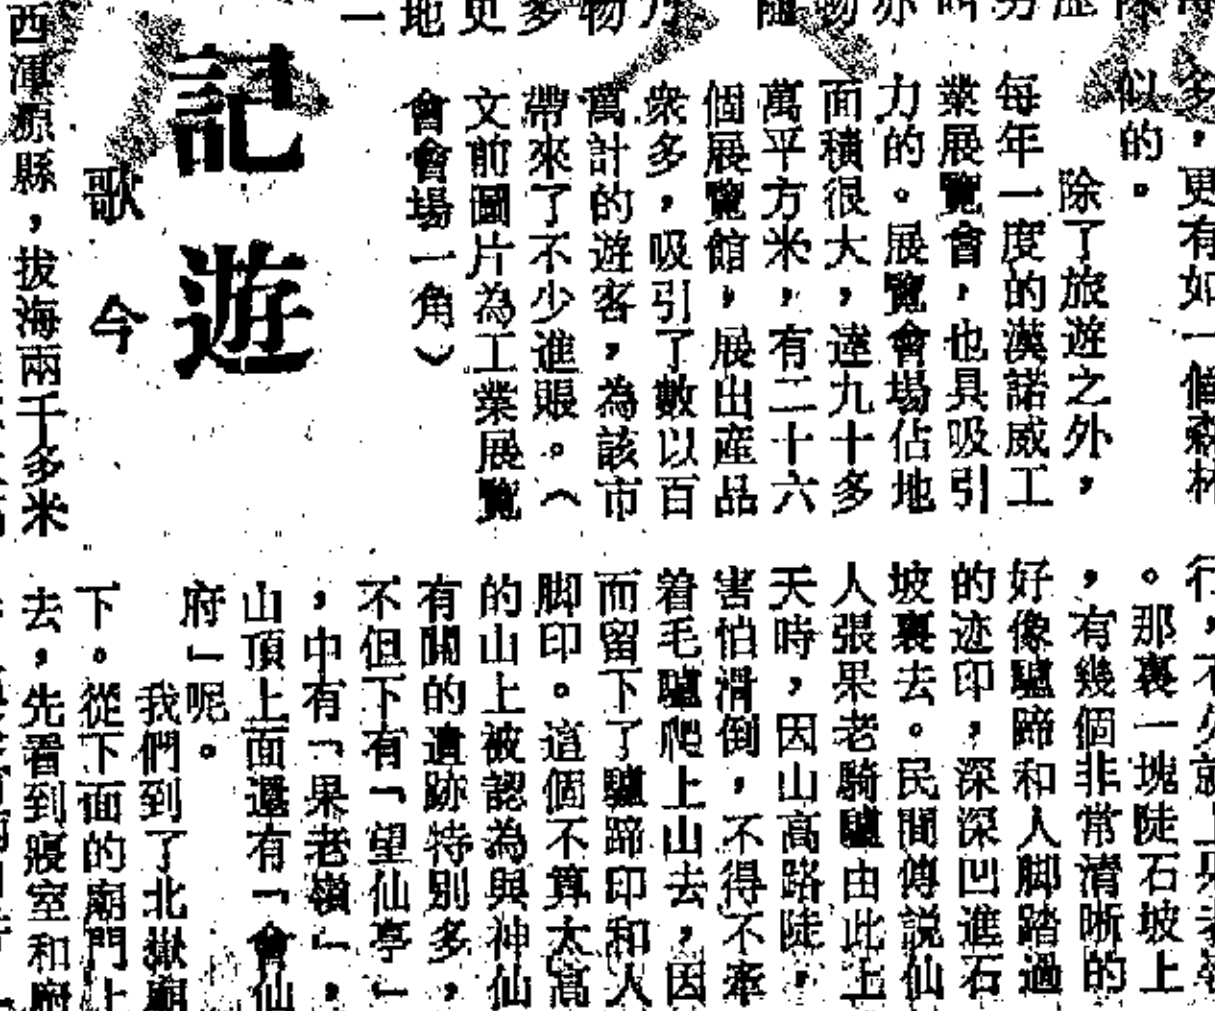 多，更有如一個森林
似的。
除了旅遊之外，
每年一度的漢諾威工
業展覽會，也具吸引
力的。展覽會場佔地
面積很大，達九十多
萬平方米，有二十六
個展覽館，展出産品
衆多，吸引了數以百
萬計的遊客，為該市
帶來了不少進賬。（
文前圖片為工業展覽
會會場一角）
記遊
歌今
西渾源縣，拔海兩千多米
。那裏一塊陡石坡上
，有幾個非常清晰的
好像驢蹄和人脚踏過
的迹印，深深凹進石
坡裏去。民間傳説仙
人張果老騎驢由此上
天時，因山高路陡，
害怕滑倒，不得不牽
着毛驢爬上山去，因
而留下了驢蹄印和人
脚印。這個不算太高
的山上被認為與神仙
有關的遺跡特别多，
不但下有「望仙亭」
，中有「果老嶺」，
山頂上面還有「會仙
府」呢。
我們到了北嶽廟
下。從下面的廟門上
去，先看到寢室和廚